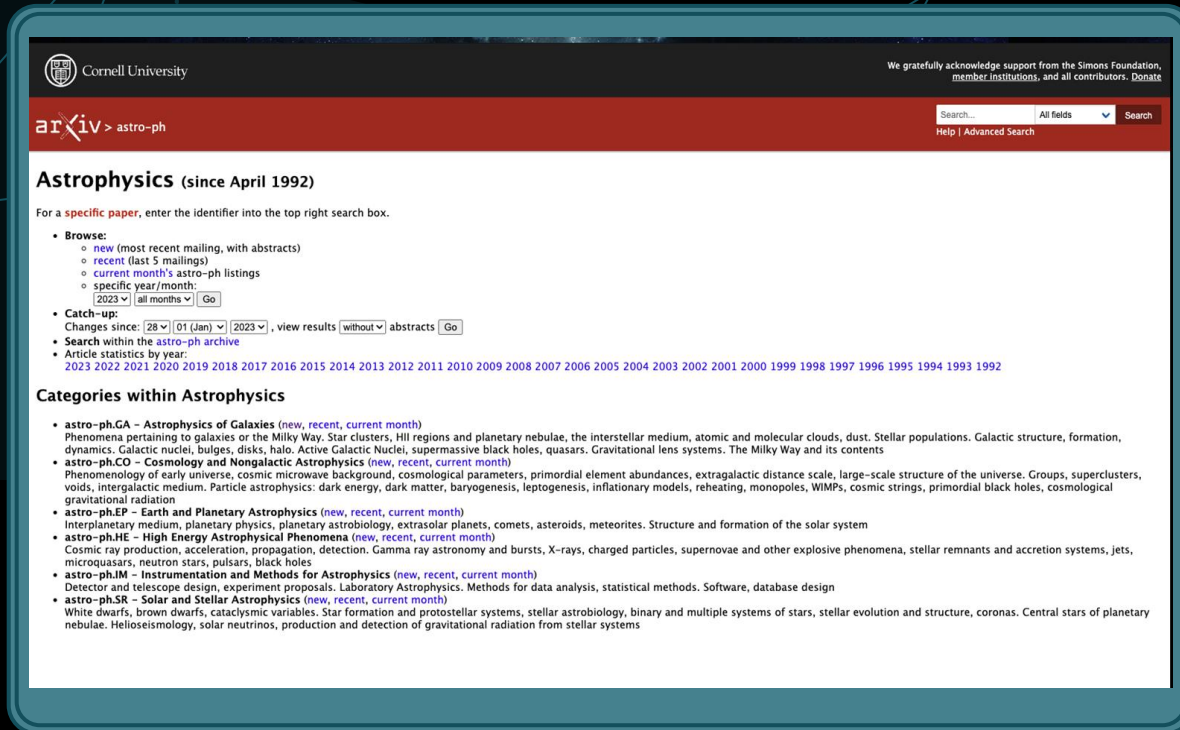 Cornell University
We gratefully acknowledge support from the Simons Foundation,
member institutions, and all contributors. Donate
arXiv > astro-ph
Search...
All fields
Search
Help | Advanced Search
Astrophysics (since April 1992)
For a specific paper, enter the identifier into the top right search box.
• Browse:
◦ new (most recent mailing, with abstracts)
◦ recent (last 5 mailings)
◦ current month's astro-ph listings
◦ specific year/month:
2023 all months Go
• Catch-up:
Changes since: 28 01 (Jan) 2023 , view results without abstracts Go
• Search within the astro-ph archive
• Article statistics by year:
2023 2022 2021 2020 2019 2018 2017 2016 2015 2014 2013 2012 2011 2010 2009 2008 2007 2006 2005 2004 2003 2002 2001 2000 1999 1998 1997 1996 1995 1994 1993 1992
Categories within Astrophysics
• astro-ph.GA – Astrophysics of Galaxies (new, recent, current month)
Phenomena pertaining to galaxies or the Milky Way. Star clusters, HII regions and planetary nebulae, the interstellar medium, atomic and molecular clouds, dust. Stellar populations. Galactic structure, formation,
dynamics. Galactic nuclei, bulges, disks, halo. Active Galactic Nuclei, supermassive black holes, quasars. Gravitational lens systems. The Milky Way and its contents
• astro-ph.CO – Cosmology and Nongalactic Astrophysics (new, recent, current month)
Phenomenology of early universe, cosmic microwave background, cosmological parameters, primordial element abundances, extragalactic distance scale, large-scale structure of the universe. Groups, superclusters,
voids, intergalactic medium. Particle astrophysics: dark energy, dark matter, baryogenesis, leptogenesis, inflationary models, reheating, monopoles, WIMPs, cosmic strings, primordial black holes, cosmological
gravitational radiation
• astro-ph.EP – Earth and Planetary Astrophysics (new, recent, current month)
Interplanetary medium, planetary physics, planetary astrobiology, extrasolar planets, comets, asteroids, meteorites. Structure and formation of the solar system
• astro-ph.HE – High Energy Astrophysical Phenomena (new, recent, current month)
Cosmic ray production, acceleration, propagation, detection. Gamma ray astronomy and bursts, X-rays, charged particles, supernovae and other explosive phenomena, stellar remnants and accretion systems, jets,
microquasars, neutron stars, pulsars, black holes
• astro-ph.IM – Instrumentation and Methods for Astrophysics (new, recent, current month)
Detector and telescope design, experiment proposals. Laboratory Astrophysics. Methods for data analysis, statistical methods. Software, database design
• astro-ph.SR – Solar and Stellar Astrophysics (new, recent, current month)
White dwarfs, brown dwarfs, cataclysmic variables. Star formation and protostellar systems, stellar astrobiology, binary and multiple systems of stars, stellar evolution and structure, coronas. Central stars of planetary
nebulae. Helioseismology, solar neutrinos, production and detection of gravitational radiation from stellar systems